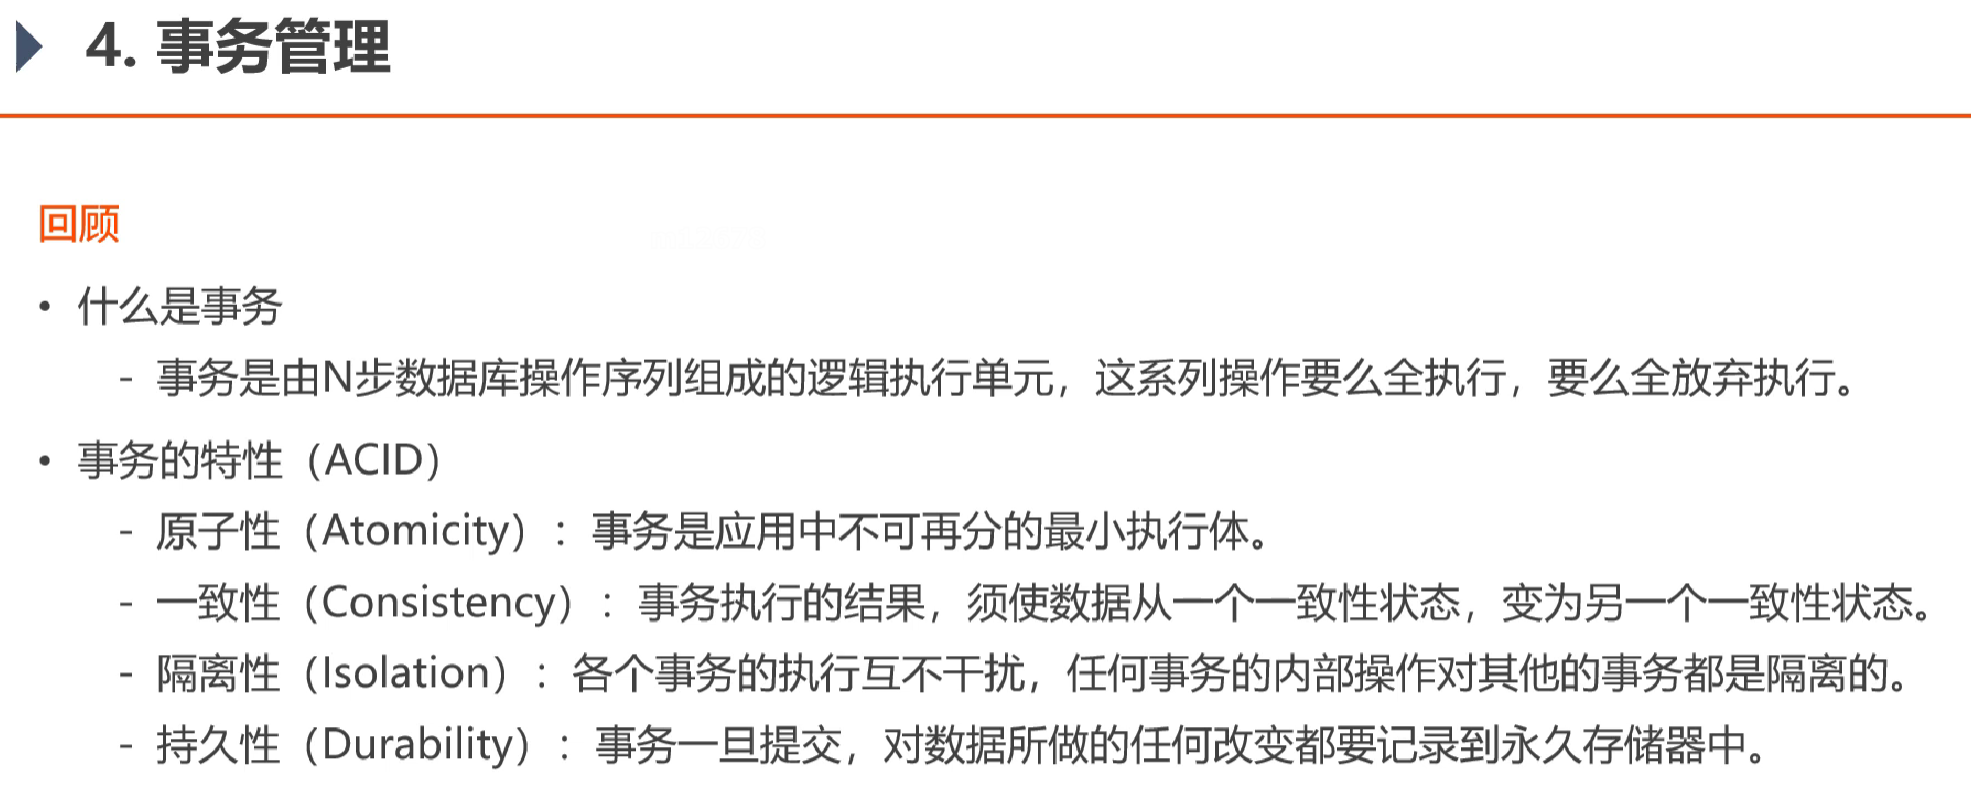 4. 事务管理
回顾
• 什么是事务
- 事务是由N步数据库操作序列组成的逻辑执行单元，这系列操作要么全执行，要么全放弃执行。
• 事务的特性（ACID）
- 原子性（Atomicity）：事务是应用中不可再分的最小执行体。
- 一致性（Consistency）：事务执行的结果，须使数据从一个一致性状态，变为另一个一致性状态。
- 隔离性（Isolation）：各个事务的执行互不干扰，任何事务的内部操作对其他的事务都是隔离的。
- 持久性（Durability）：事务一旦提交，对数据所做的任何改变都要记录到永久存储器中。